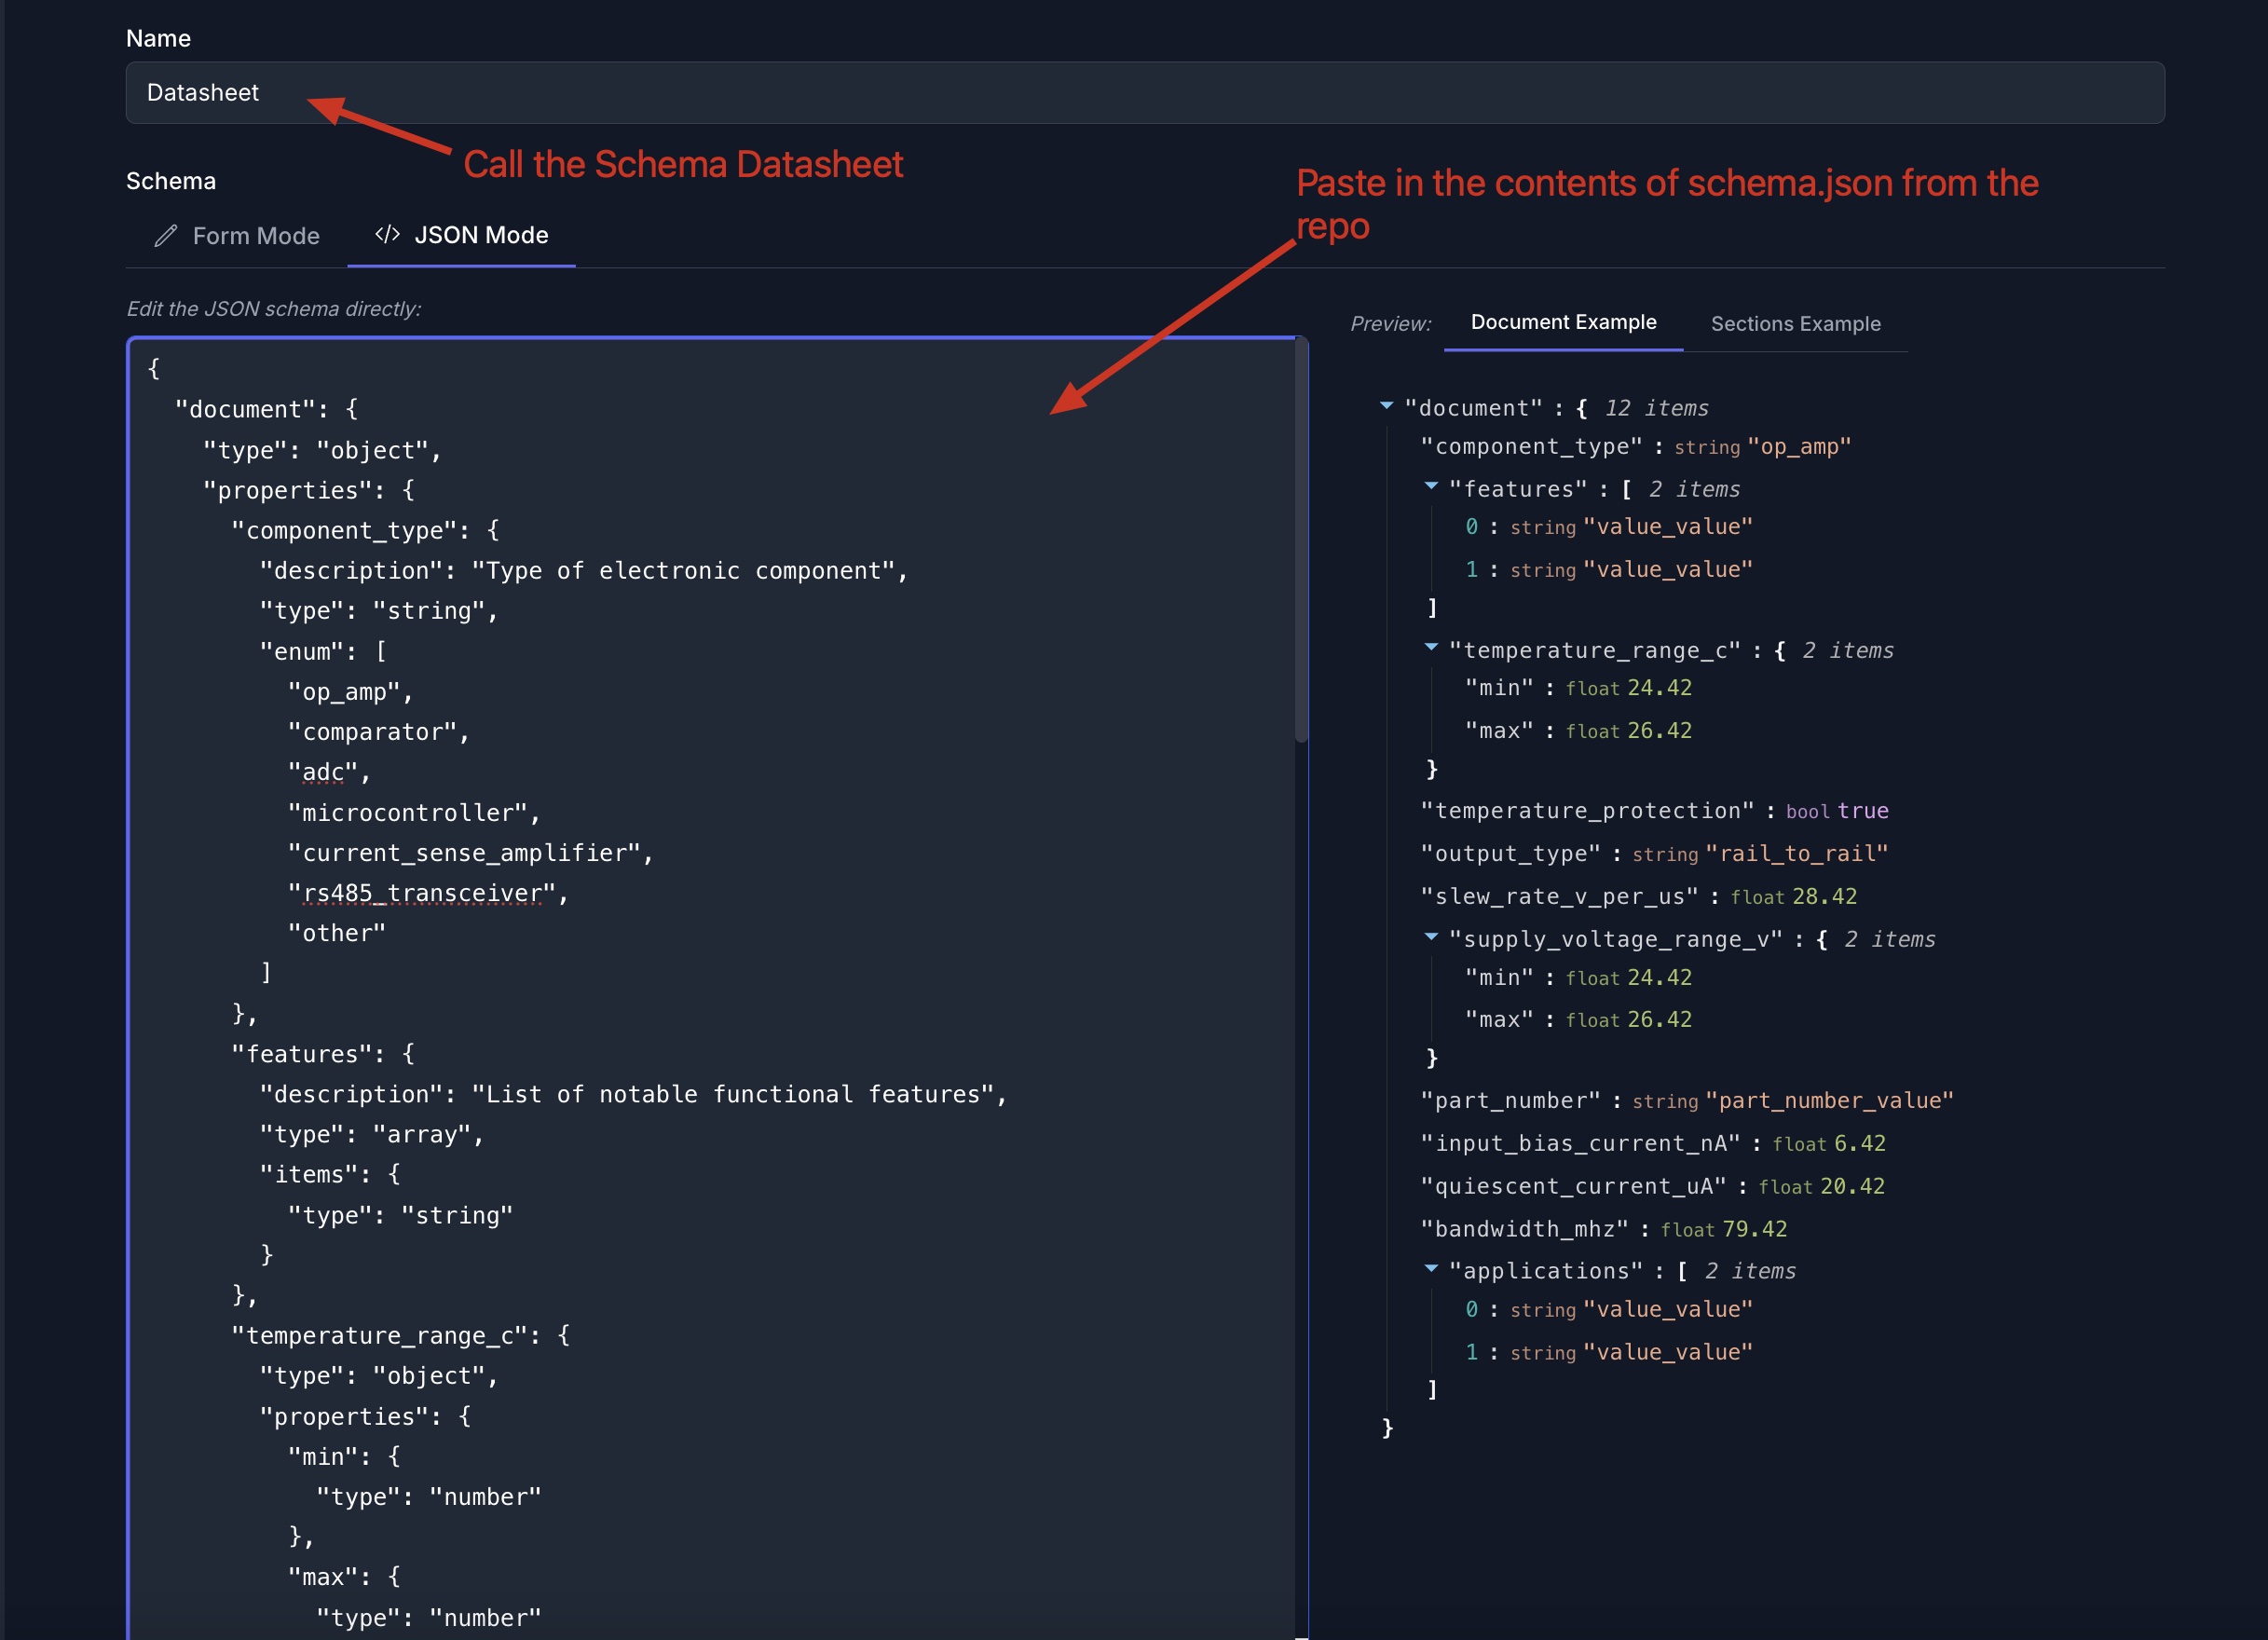 Name
Datasheet
Call the Schema Datasheet
Schema
Paste in the contents of schema.json from the
repo
Form Mode
</> JSON Mode
Edit the JSON schema directly:
{
  "document": {
    "type": "object",
    "properties": {
      "component_type": {
        "description": "Type of electronic component",
        "type": "string",
        "enum": [
          "op_amp",
          "comparator",
          "adc",
          "microcontroller",
          "current_sense_amplifier",
          "rs485_transceiver",
          "other"
        ]
      },
      "features": {
        "description": "List of notable functional features",
        "type": "array",
        "items": {
          "type": "string"
        }
      },
      "temperature_range_c": {
        "type": "object",
        "properties": {
          "min": {
            "type": "number"
          },
          "max": {
            "type": "number"
Preview: Document Example Sections Example
"document" : { 12 items
"component_type" : string "op_amp"
"features" : [ 2 items
0 : string "value_value"
1 : string "value_value"
]
"temperature_range_c" : { 2 items
"min" : float 24.42
"max" : float 26.42
}
"temperature_protection" : bool true
"output_type" : string "rail_to_rail"
"slew_rate_v_per_us" : float 28.42
"supply_voltage_range_v" : { 2 items
"min" : float 24.42
"max" : float 26.42
}
"part_number" : string "part_number_value"
"input_bias_current_nA" : float 6.42
"quiescent_current_uA" : float 20.42
"bandwidth_mhz" : float 79.42
"applications" : [ 2 items
0 : string "value_value"
1 : string "value_value"
]
}